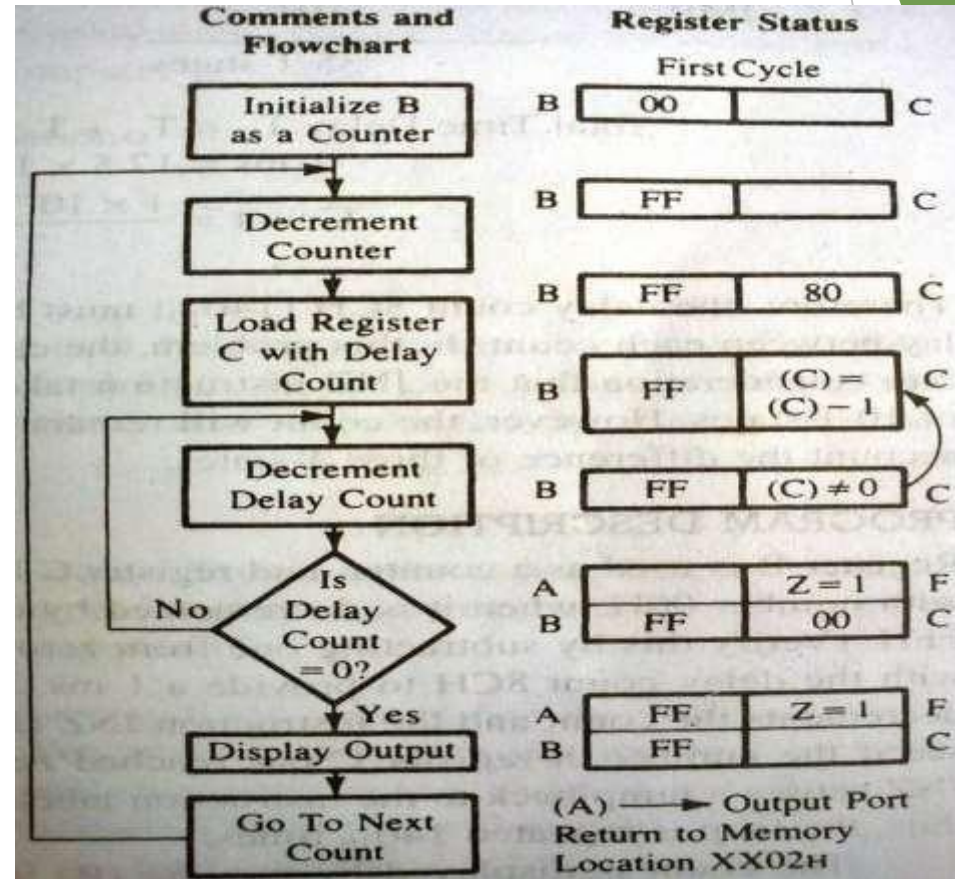 Comments and
Flowchart
Initialize B
as a Counter
Decrement
Counter
Load Register
C with Delay
Count
Decrement
Delay Count
Is
Delay
Count
= 0?
No
Yes
Display Output
Go To Next
Count
Register Status
First Cycle
B 00 C
B FF C
B FF 80 C
B FF (C) =
(C) - 1 C
B FF (C) ≠ 0 C
A Z = 1 F
B FF 00 C
A FF Z = 1 F
B FF C
(A) → Output Port
Return to Memory
Location XX02H